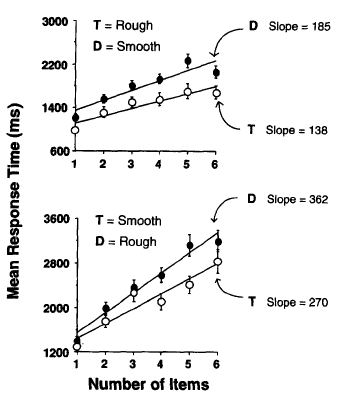 3000
2200
1400
600
T = Rough
D = Smooth
D Slope = 185
T Slope = 138
1 2 3 4 5 6
Mean Response Time (ms)
3600
2800
2000
1200
T = Smooth
D = Rough
D Slope = 362
T Slope = 270
1 2 3 4 5 6
Number of Items